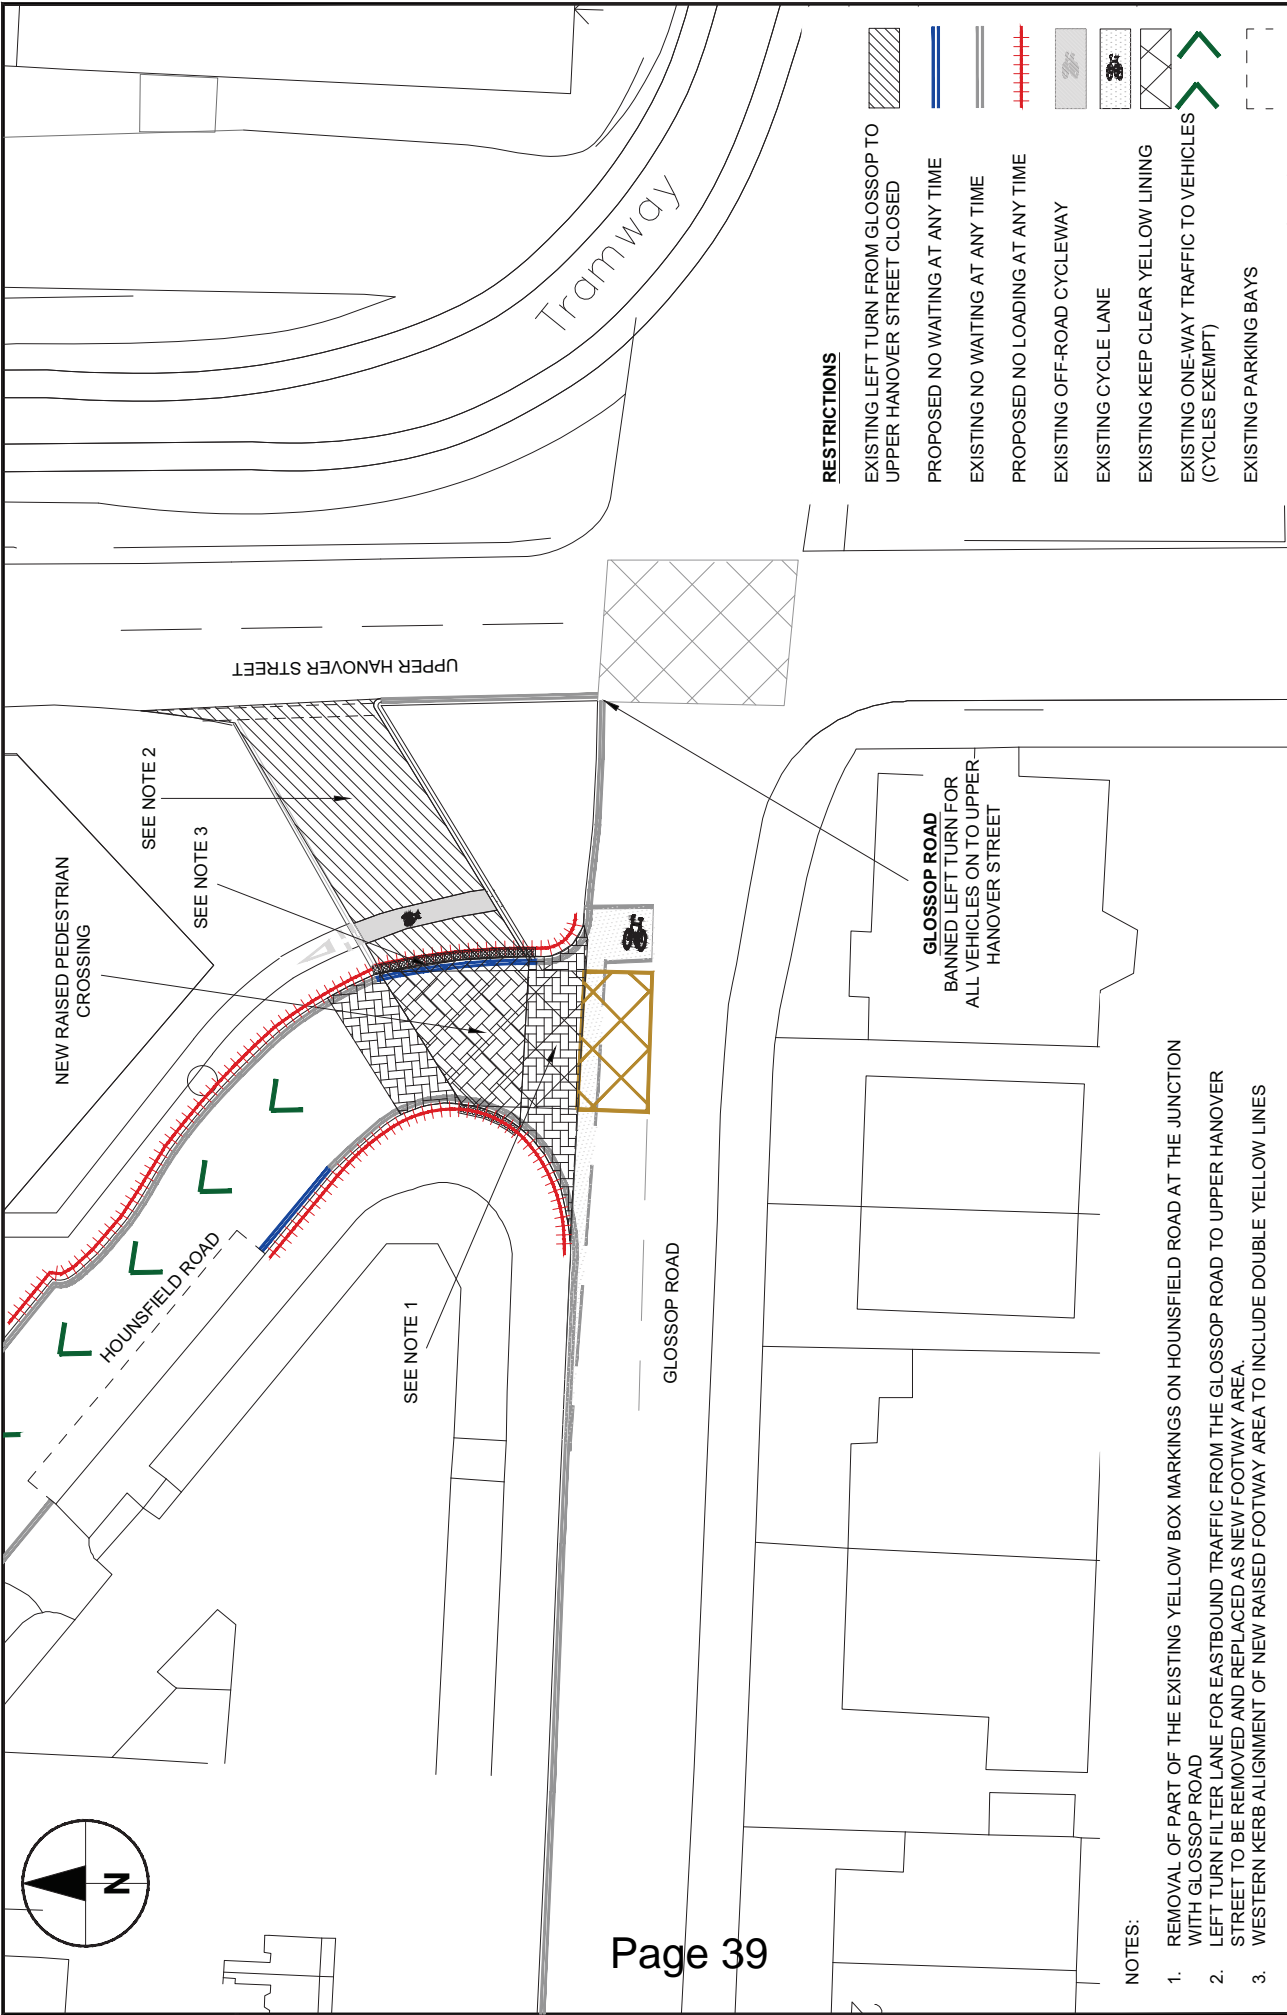 N
NEW RAISED PEDESTRIAN
CROSSING
SEE NOTE 2
SEE NOTE 3
SEE NOTE 1
HOUNSFIELD ROAD
GLOSSOP ROAD
UPPER HANOVER STREET
Tramway
GLOSSOP ROAD
BANNED LEFT TURN FOR
ALL VEHICLES ON TO UPPER
HANOVER STREET
RESTRICTIONS
EXISTING LEFT TURN FROM GLOSSOP TO
UPPER HANOVER STREET CLOSED
PROPOSED NO WAITING AT ANY TIME
EXISTING NO WAITING AT ANY TIME
PROPOSED NO LOADING AT ANY TIME
EXISTING OFF-ROAD CYCLEWAY
EXISTING CYCLE LANE
EXISTING KEEP CLEAR YELLOW LINING
EXISTING ONE-WAY TRAFFIC TO VEHICLES
(CYCLES EXEMPT)
EXISTING PARKING BAYS
NOTES:
1. REMOVAL OF PART OF THE EXISTING YELLOW BOX MARKINGS ON HOUNSFIELD ROAD AT THE JUNCTION
WITH GLOSSOP ROAD
2. LEFT TURN FILTER LANE FOR EASTBOUND TRAFFIC FROM THE GLOSSOP ROAD TO UPPER HANOVER
STREET TO BE REMOVED AND REPLACED AS NEW FOOTWAY AREA.
3. WESTERN KERB ALIGNMENT OF NEW RAISED FOOTWAY AREA TO INCLUDE DOUBLE YELLOW LINES
Page 39